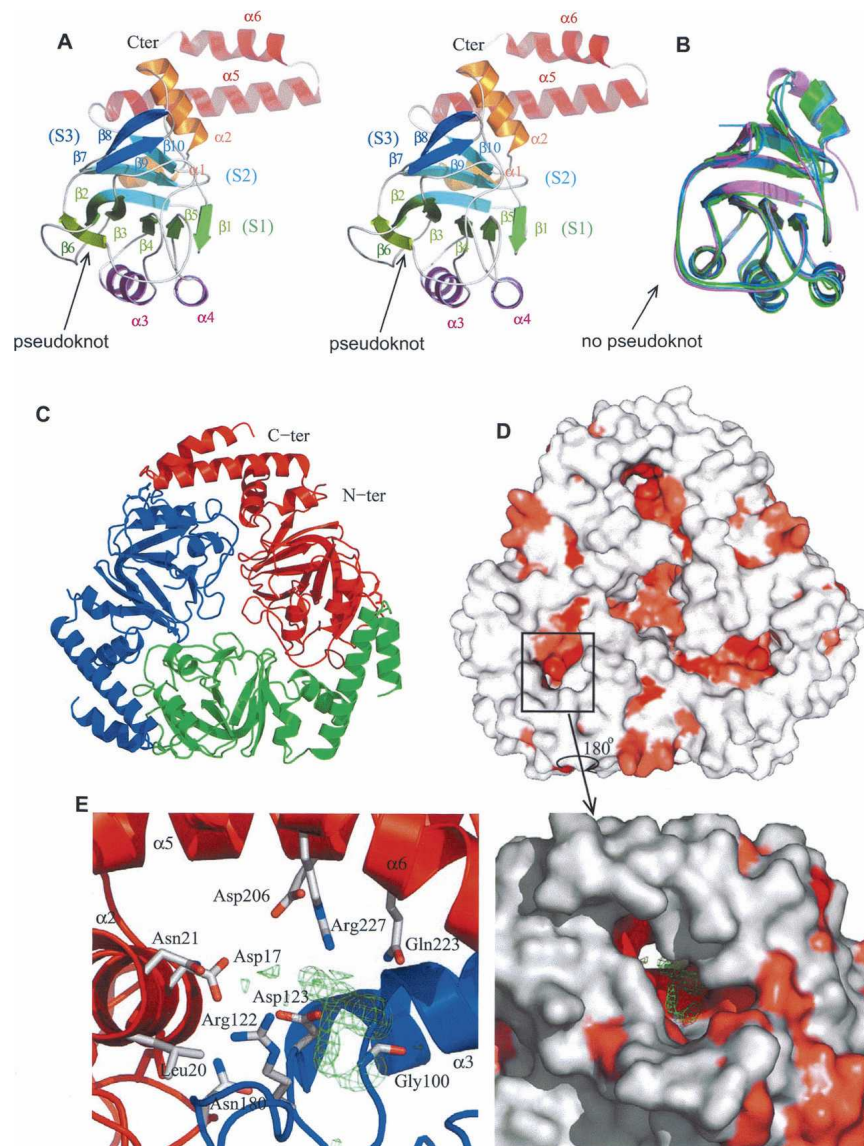 A
α6
Cter
α5
(S3)
β8
β10
α2
β7
β9
α1
(S2)
β2
β5
β1 (S1)
β3
β4
β6
α3
α4
pseudoknot
α6
Cter
α5
(S3)
β8
β10
α2
β7
β9
α1
(S2)
β2
β5
β1 (S1)
β3
β4
β6
α3
α4
pseudoknot
B
no pseudoknot
C
C-ter
N-ter
D
180°
E
α5
α6
Asp206
Arg227
α2
Asn21
Gln223
Asp17
Asp123
Arg122
α3
Leu20
Gly100
Asn180